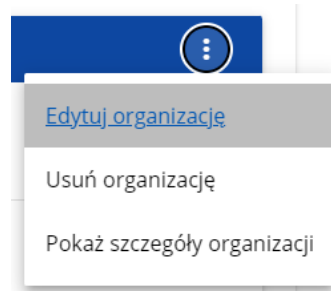 Edytuj organizację
Usuń organizację
Pokaż szczegóły organizacji